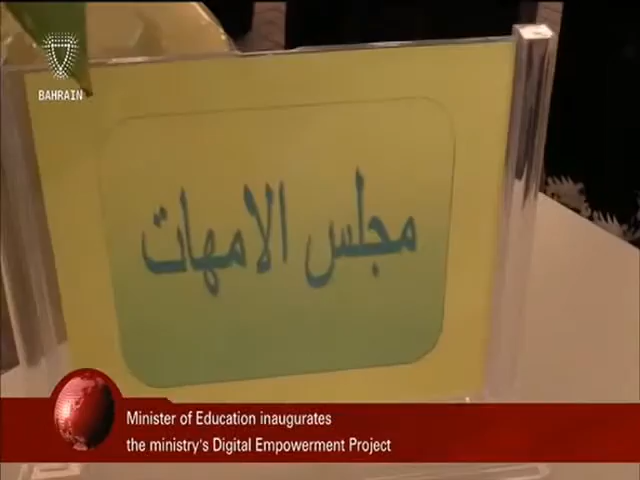 BAHRAIN
مجلس الامهات
Minister of Education inaugurates
the ministry's Digital Empowerment Project